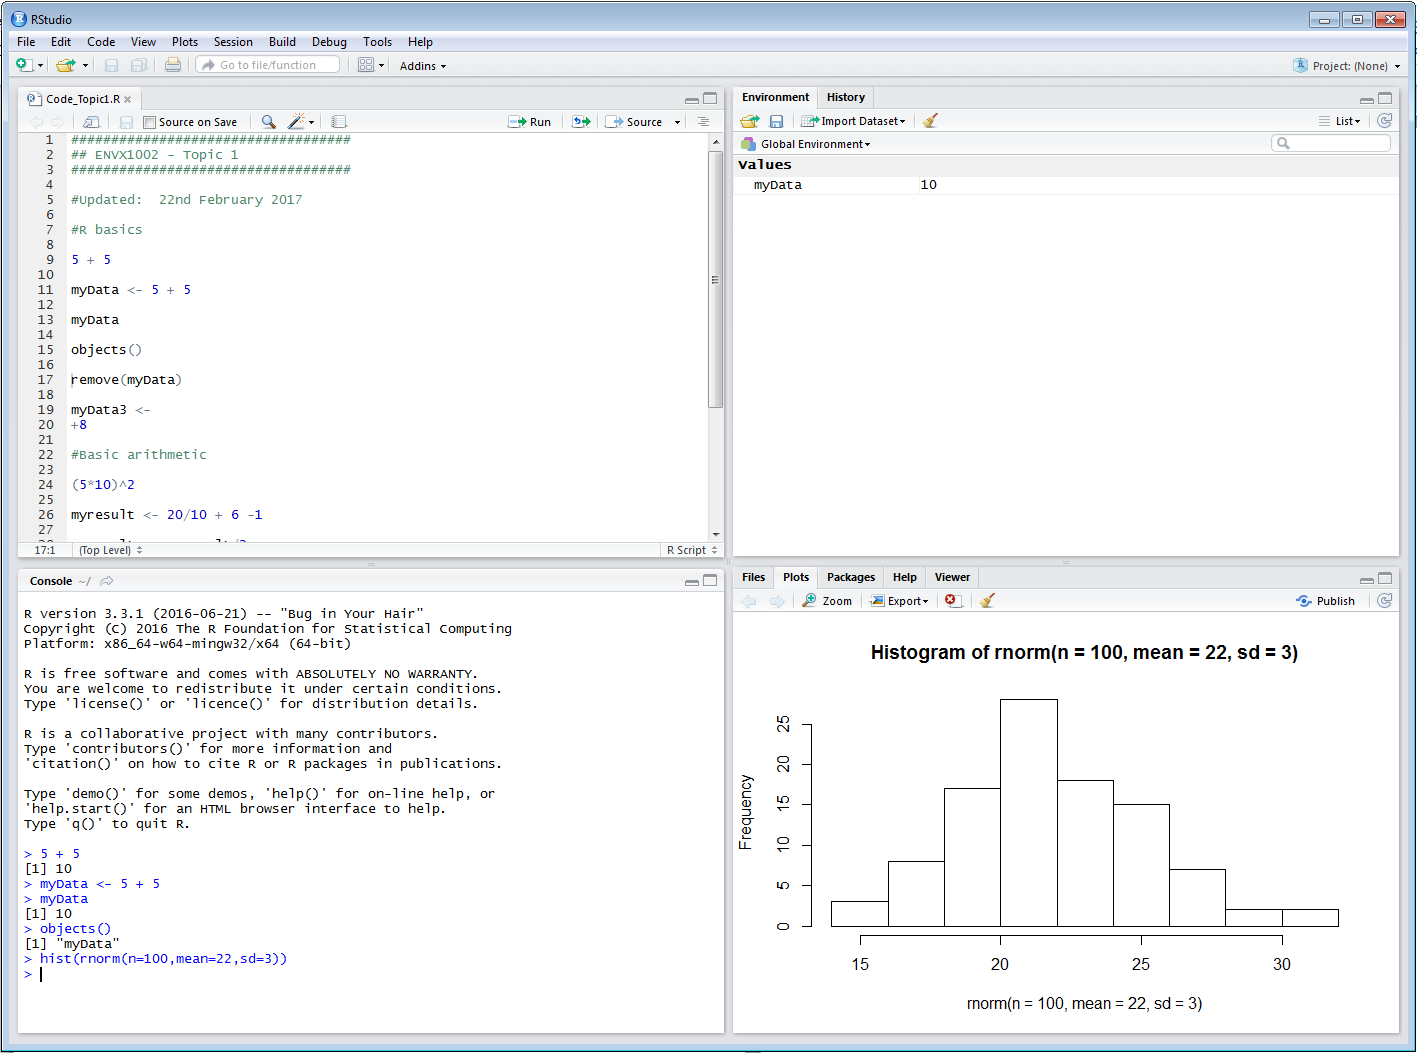 RStudio
File Edit Code View Plots Session Build Debug Tools Help
Go to file/function Addins Project: (None)
Code_Topic1.R
Source on Save Run Source
1 ###################################
2 ## ENVX1002 - Topic 1
3 ###################################
4
5 #Updated:  22nd February 2017
6
7 #R basics
8
9 5 + 5
10
11 myData <- 5 + 5
12
13 myData
14
15 objects()
16
17 remove(myData)
18
19 myData3 <-
20 +8
21
22 #Basic arithmetic
23
24 (5*10)^2
25
26 myresult <- 20/10 + 6 -1
27
17:1 (Top Level) R Script
Console ~/
R version 3.3.1 (2016-06-21) -- "Bug in Your Hair"
Copyright (C) 2016 The R Foundation for Statistical Computing
Platform: x86_64-w64-mingw32/x64 (64-bit)
R is free software and comes with ABSOLUTELY NO WARRANTY.
You are welcome to redistribute it under certain conditions.
Type 'license()' or 'licence()' for distribution details.
R is a collaborative project with many contributors.
Type 'contributors()' for more information and
'citation()' on how to cite R or R packages in publications.
Type 'demo()' for some demos, 'help()' for on-line help, or
'help.start()' for an HTML browser interface to help.
Type 'q()' to quit R.
> 5 + 5
[1] 10
> myData <- 5 + 5
> myData
[1] 10
> objects()
[1] "myData"
> hist(rnorm(n=100,mean=22,sd=3))
>
Environment History
Import Dataset List
Global Environment
Values
myData 10
Files Plots Packages Help Viewer
Zoom Export Publish
Histogram of rnorm(n = 100, mean = 22, sd = 3)
Frequency
25
20
15
10
5
0
15 20 25 30
rnorm(n = 100, mean = 22, sd = 3)